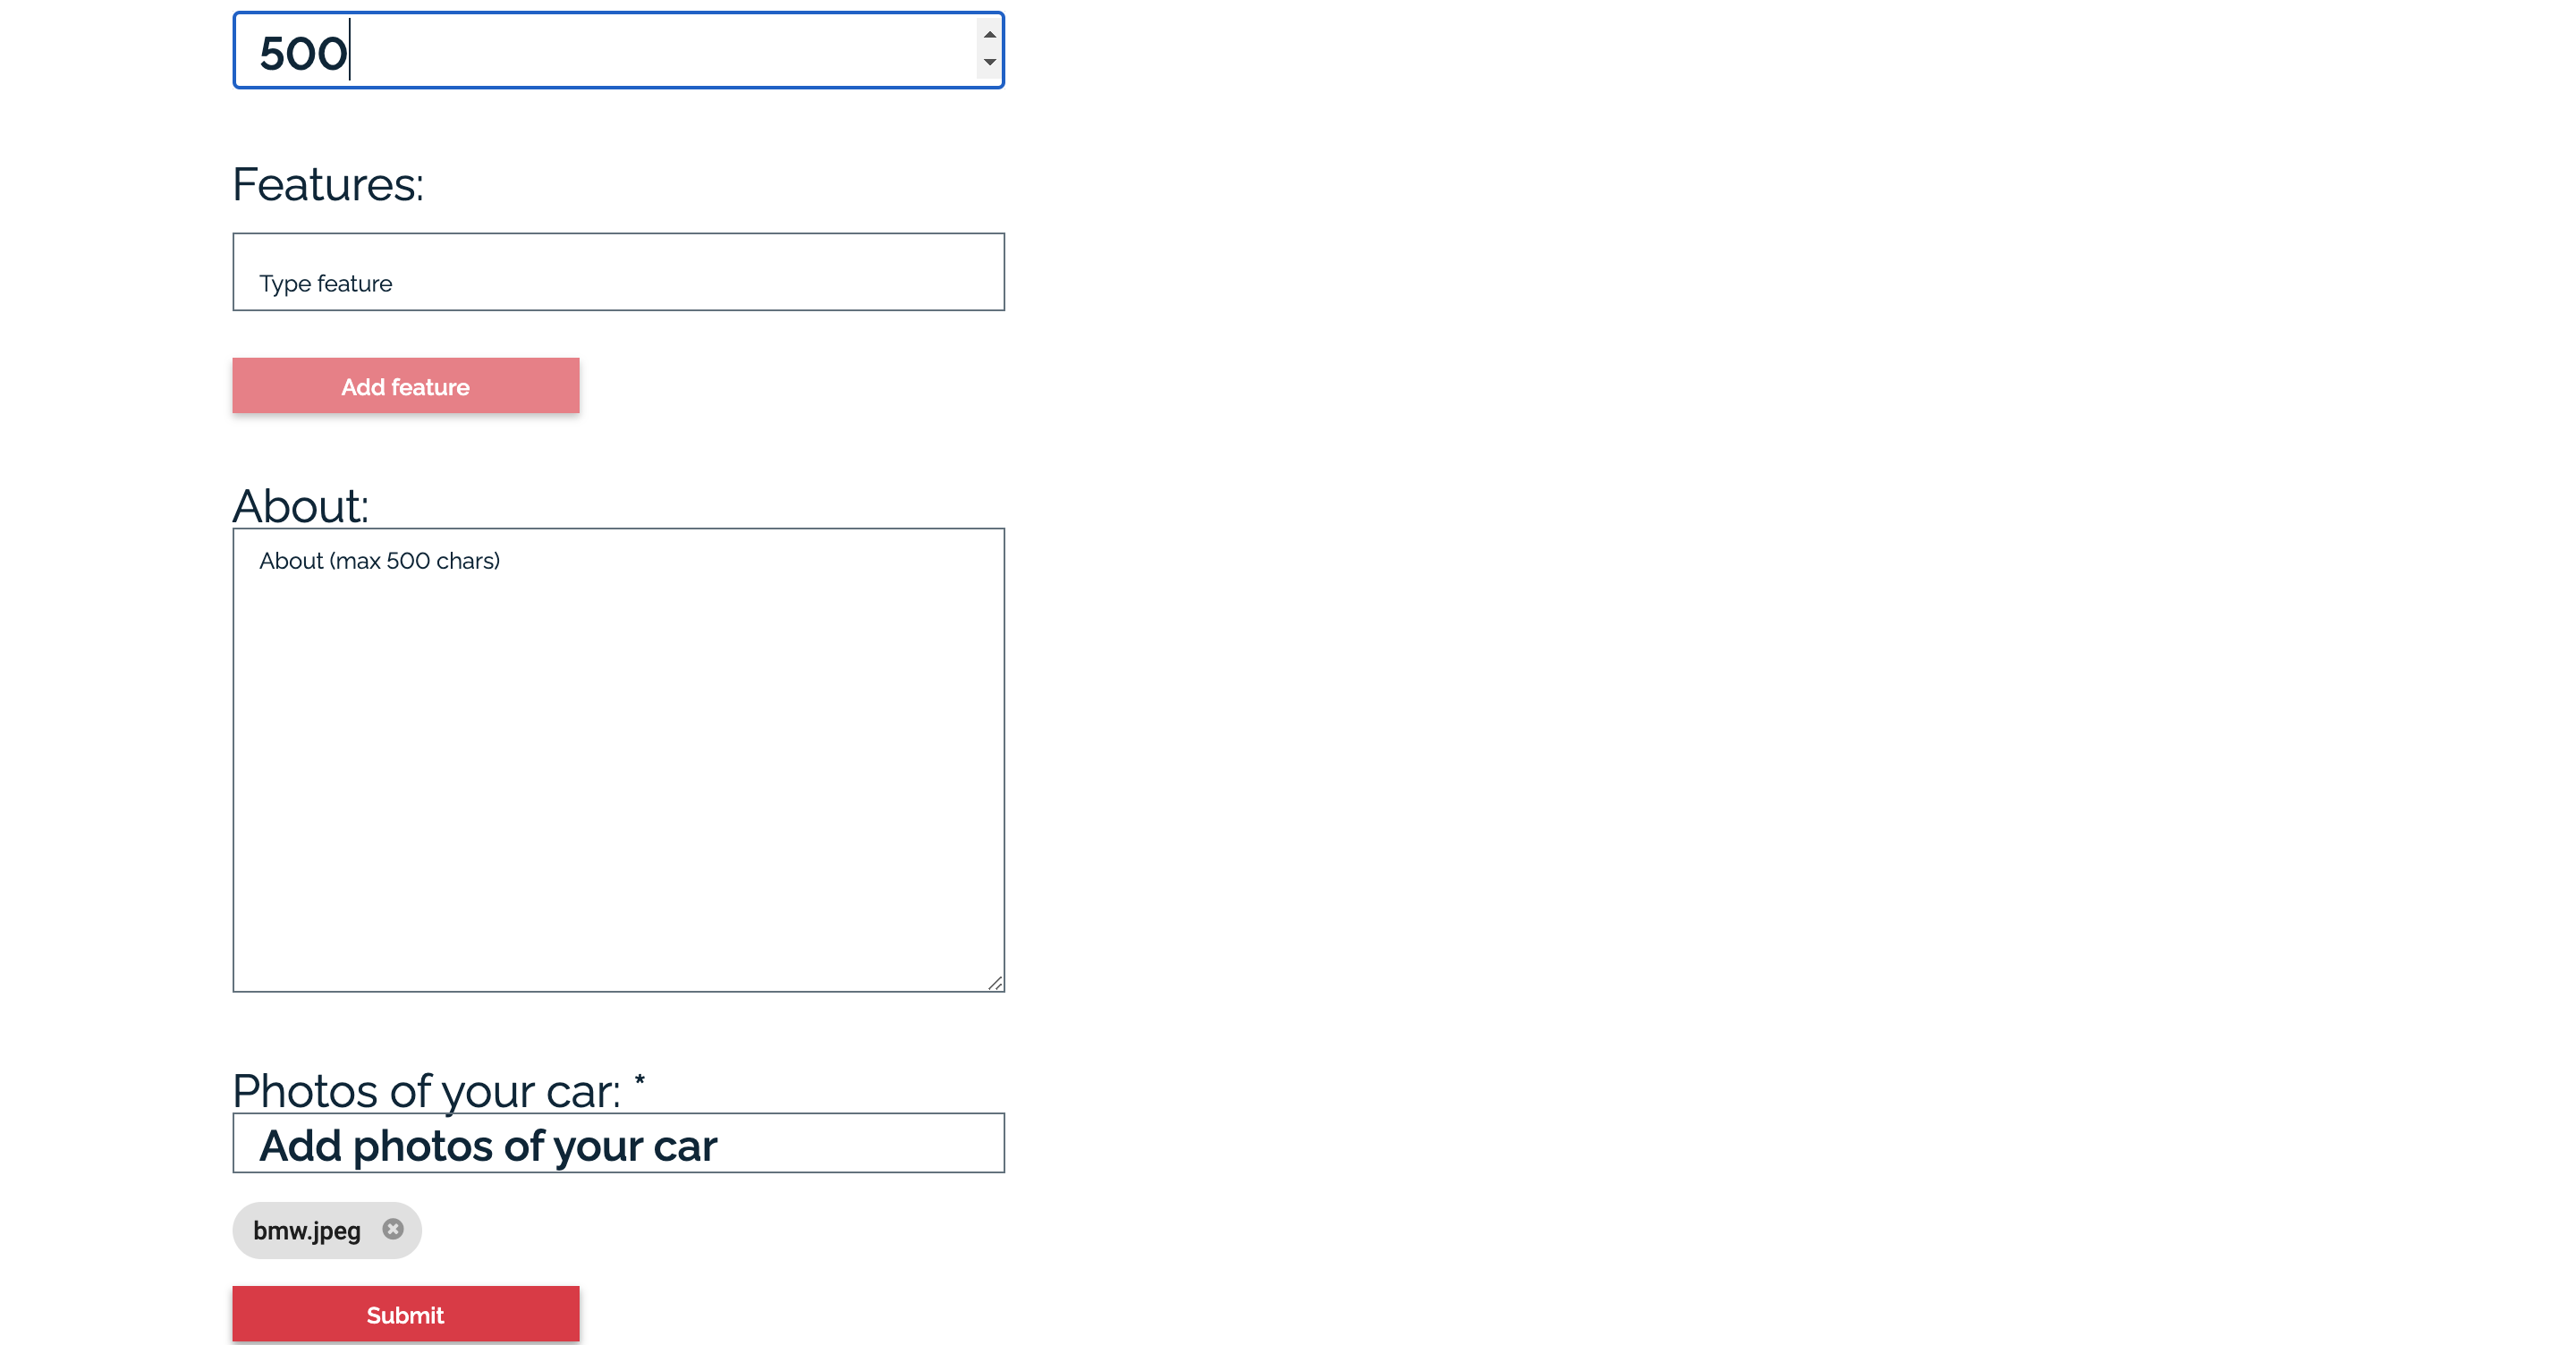 500
Features:
Type feature
Add feature
About:
About (max 500 chars)
Photos of your car: *
Add photos of your car
bmw.jpeg
Submit